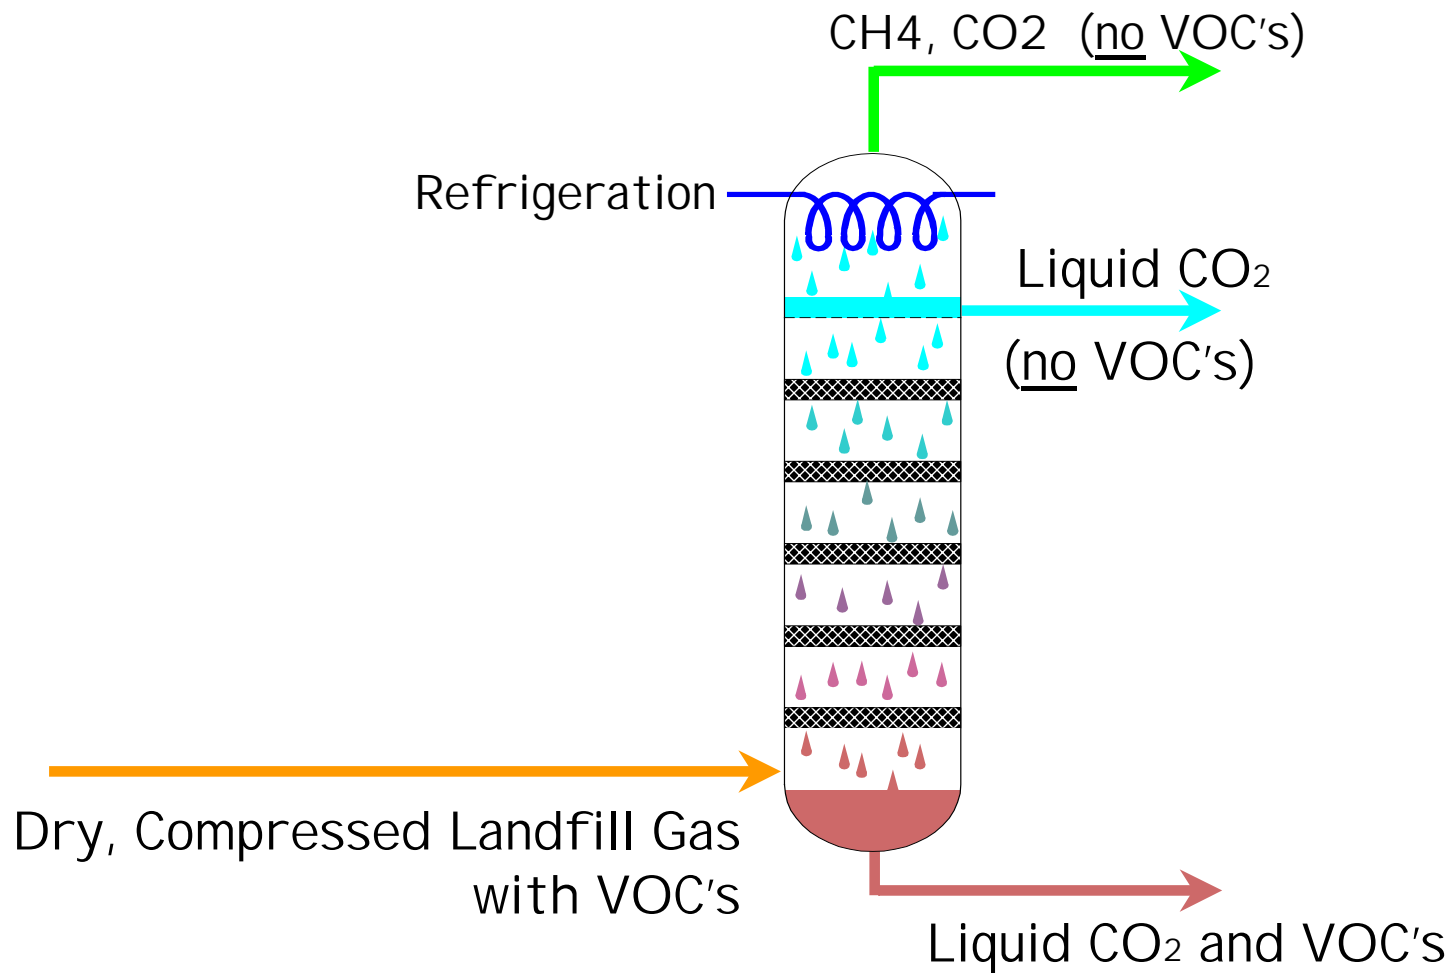 CH4, CO2 (no VOC's)
Refrigeration
Liquid CO2
(no VOC's)
Dry, Compressed Landfill Gas
with VOC's
Liquid CO2 and VOC's